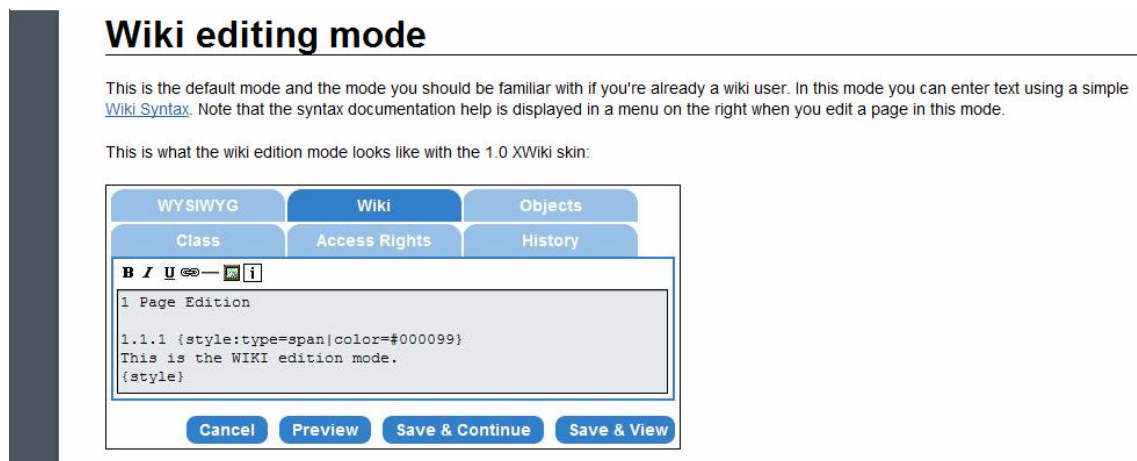 Wiki editing mode
This is the default mode and the mode you should be familiar with if you're already a wiki user. In this mode you can enter text using a simple
Wiki Syntax. Note that the syntax documentation help is displayed in a menu on the right when you edit a page in this mode.
This is what the wiki edition mode looks like with the 1.0 XWiki skin:
WYSIWYG Wiki Objects
Class Access Rights History
B I U i
1 Page Edition
1.1.1 {style:type=span|color=#000099}
This is the WIKI edition mode.
{style}
Cancel Preview Save & Continue Save & View